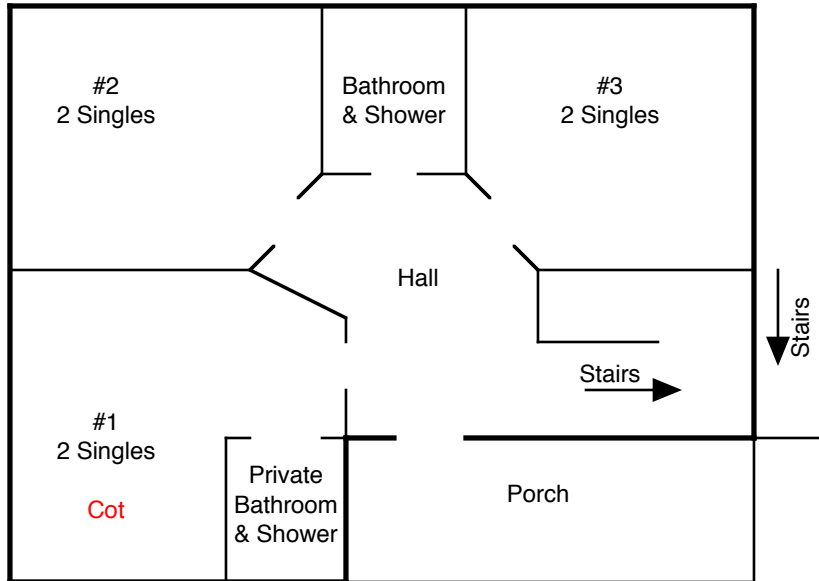 #2
2 Singles
Bathroom
& Shower
#3
2 Singles
Hall
Stairs
Stairs
#1
2 Singles
Cot
Private
Bathroom
& Shower
Porch